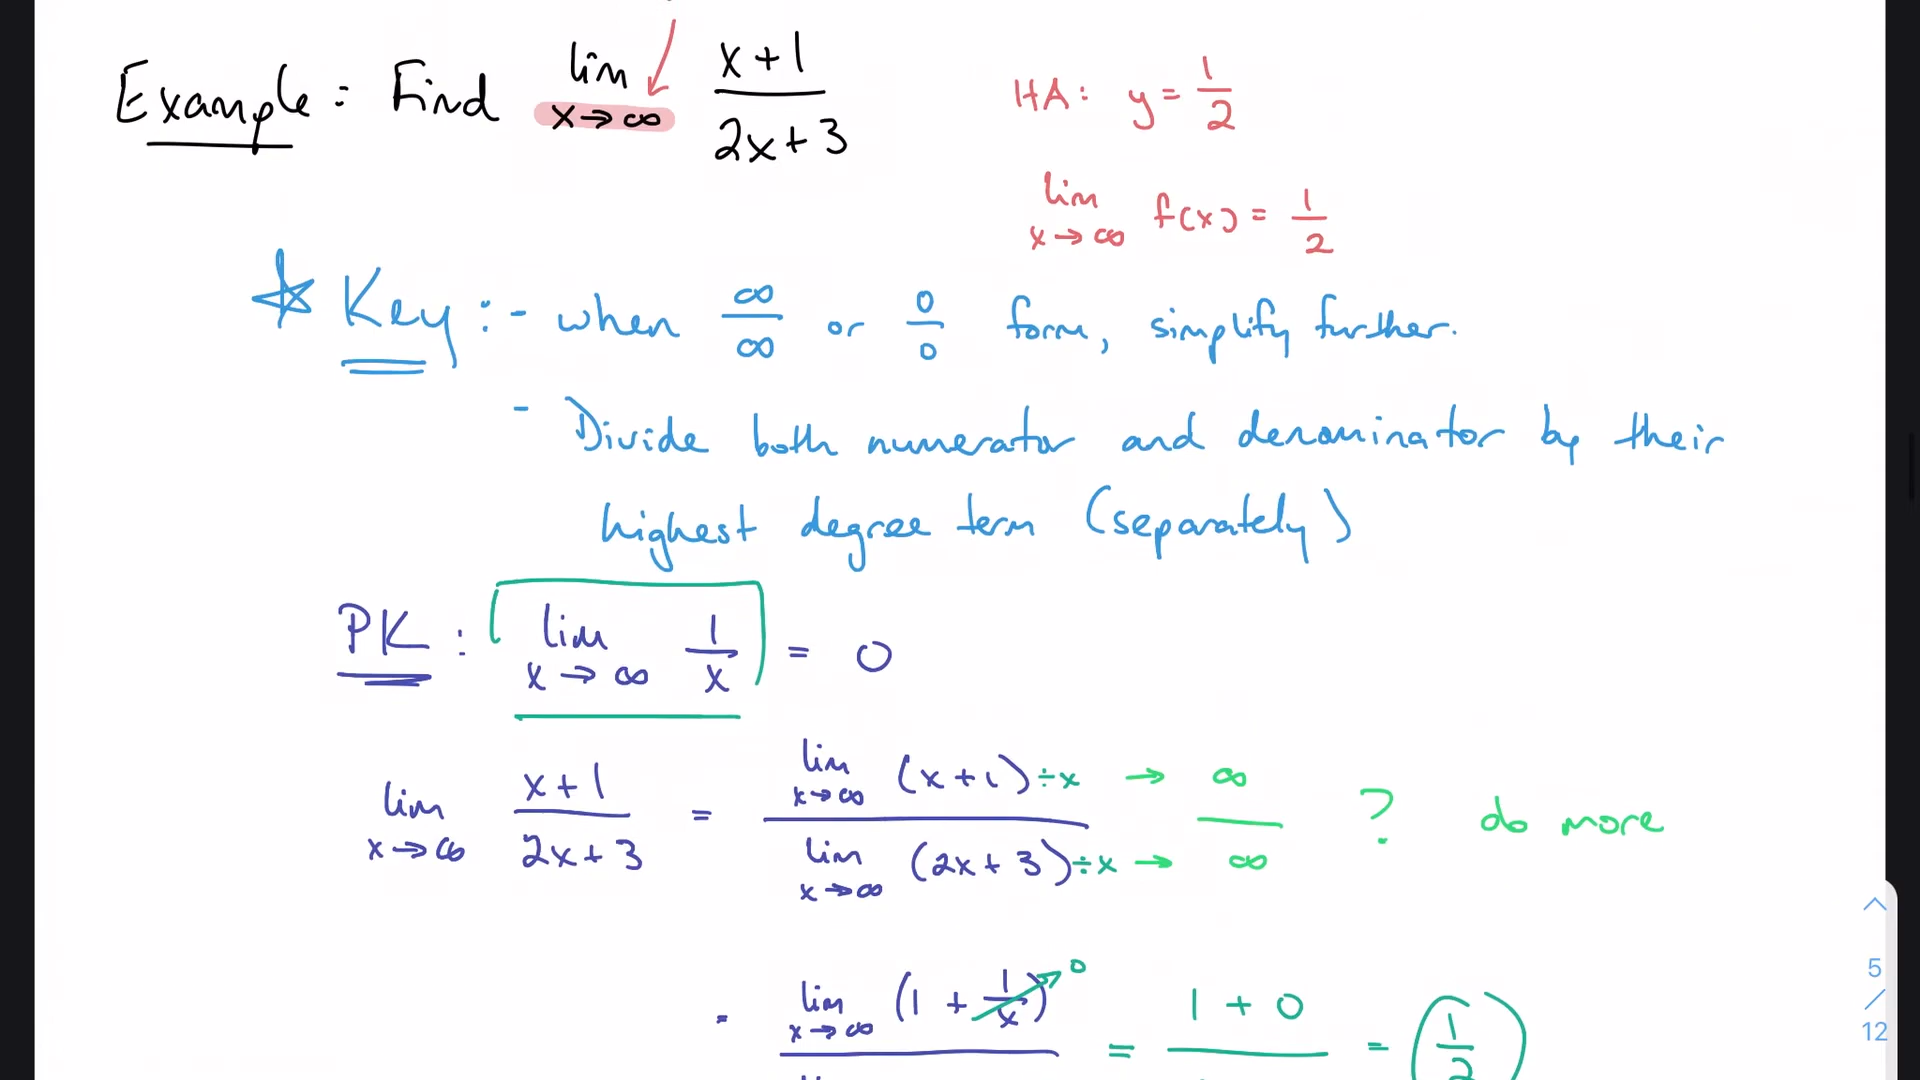 Example: Find lim x→∞ x+1 / 2x+3
HA: y = 1/2
lim x→∞ f(x) = 1/2
Key: - when ∞/∞ or 0/0 form, simplify further.
- Divide both numerator and denominator by their
highest degree term (separately)
PK: lim x→∞ 1/x = 0
lim x→∞ x+1 / 2x+3 = lim x→∞ (x+1)÷x / lim x→∞ (2x+3)÷x → ∞ / → ∞ ? do more
= lim x→∞ (1 + 1/x) 0 = 1 + 0 = 1/2
5 / 12